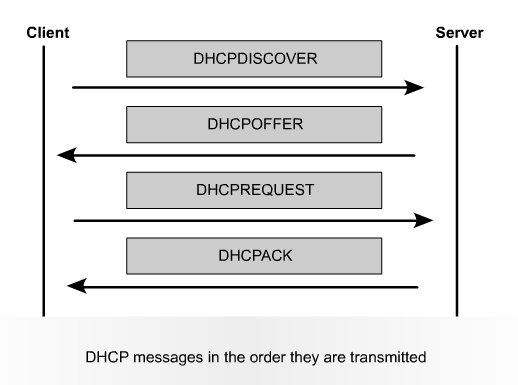 Client
Server
DHCPDISCOVER
DHCPOFFER
DHCPREQUEST
DHCPACK
DHCP messages in the order they are transmitted